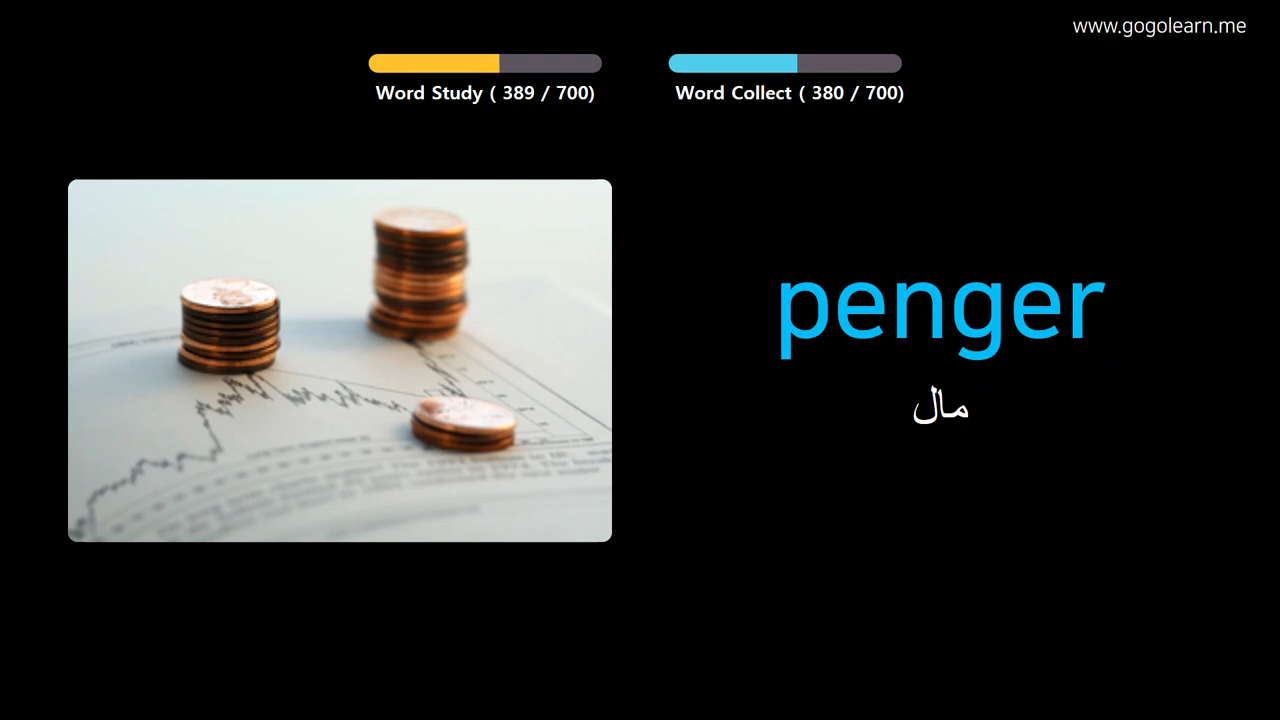 www.gogolearn.me
Word Study ( 389 / 700)
Word Collect ( 380 / 700)
penger
مال